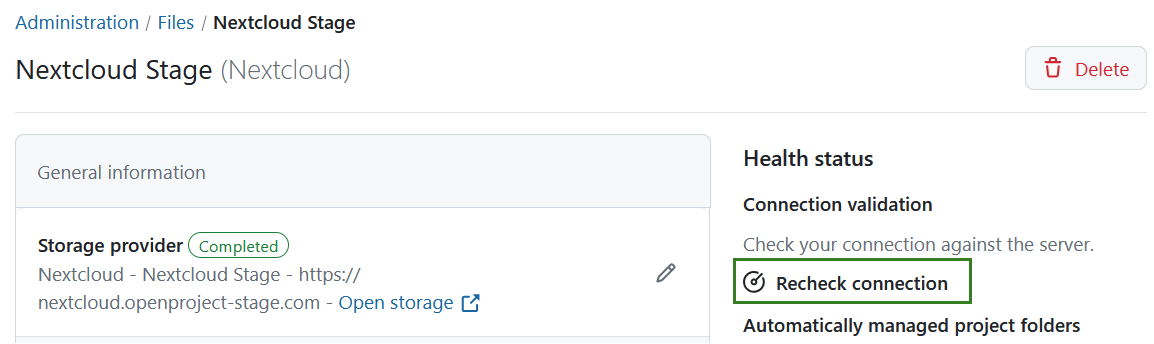 Administration / Files / Nextcloud Stage
Nextcloud Stage (Nextcloud)
Delete
General information
Storage provider Completed
Nextcloud - Nextcloud Stage - https://
nextcloud.openproject-stage.com - Open storage
Health status
Connection validation
Check your connection against the server.
Recheck connection
Automatically managed project folders